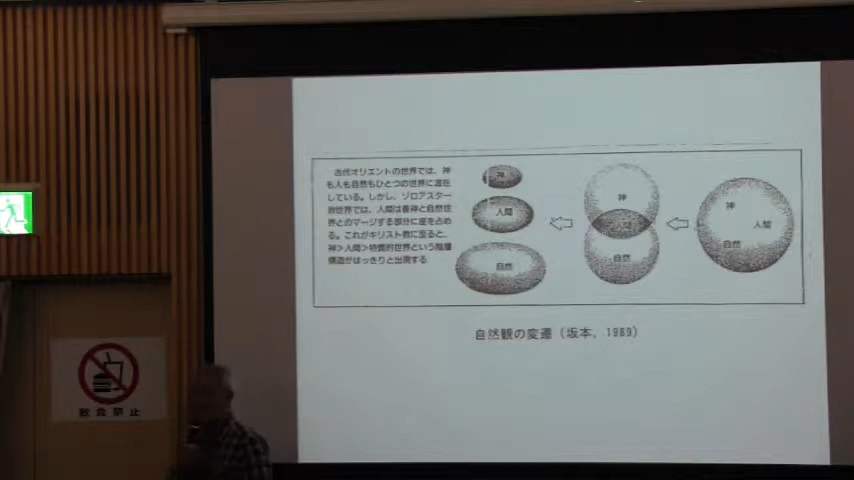 古代オリエントの世界では、神
も人も自然もひとつの世界に混在
している。しかし、ゾロアスター
教世界では、人間は善神と自然世
界とのマージする部分に座を占め
る。これがキリスト教に至ると、
神>人間>物質的世界という階層
構造がはっきりと出現する
神
人間
自然
神
人間
自然
神
人間
自然
自然観の変遷(坂本、1989)
飲食禁止